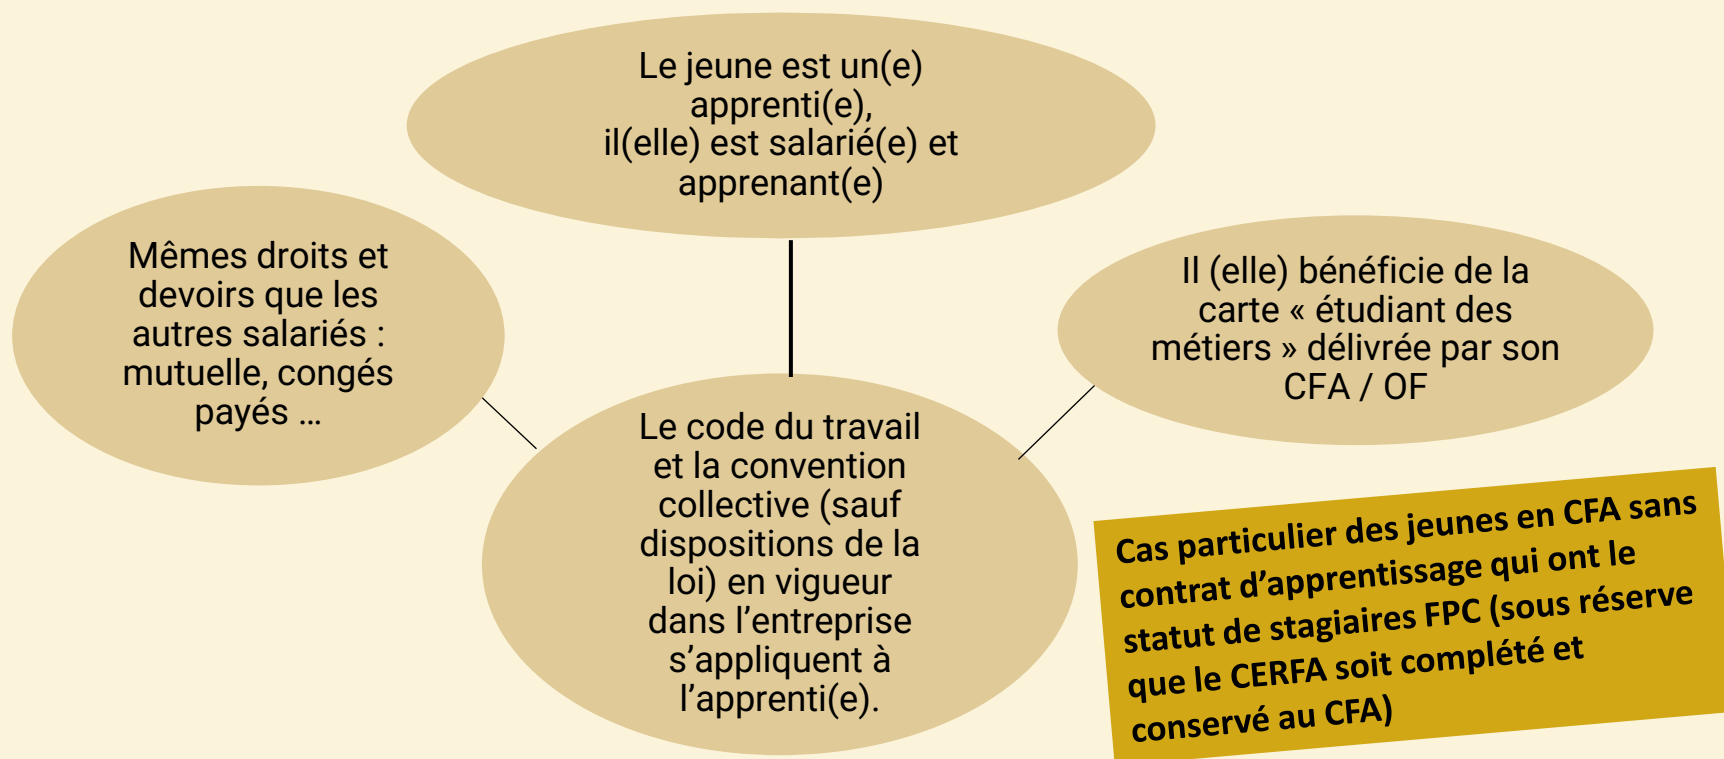 Le jeune est un(e)
apprenti(e),
il(elle) est salarié(e) et
apprenant(e)
Mêmes droits et
devoirs que les
autres salariés :
mutuelle, congés
payés ...
Il (elle) bénéficie de la
carte « étudiant des
métiers » délivrée par son
CFA / OF
Le code du travail
et la convention
collective (sauf
dispositions de la
loi) en vigueur
dans l’entreprise
s’appliquent à
l’apprenti(e).
Cas particulier des jeunes en CFA sans
contrat d’apprentissage qui ont le
statut de stagiaires FPC (sous réserve
que le CERFA soit complété et
conservé au CFA)